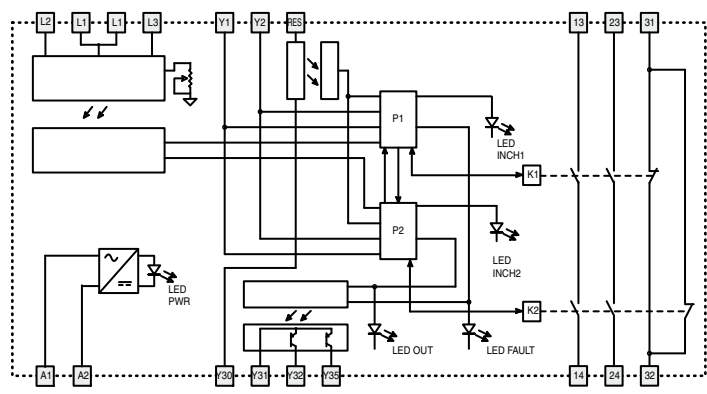 L2 L1 L1 L3 Y1 Y2 RES 13 23 31
P1
LED
INCH1
K1
P2
LED
INCH2
LED
PWR
K2
LED OUT LED FAULT
A1 A2 Y30 Y31 Y32 Y35 14 24 32